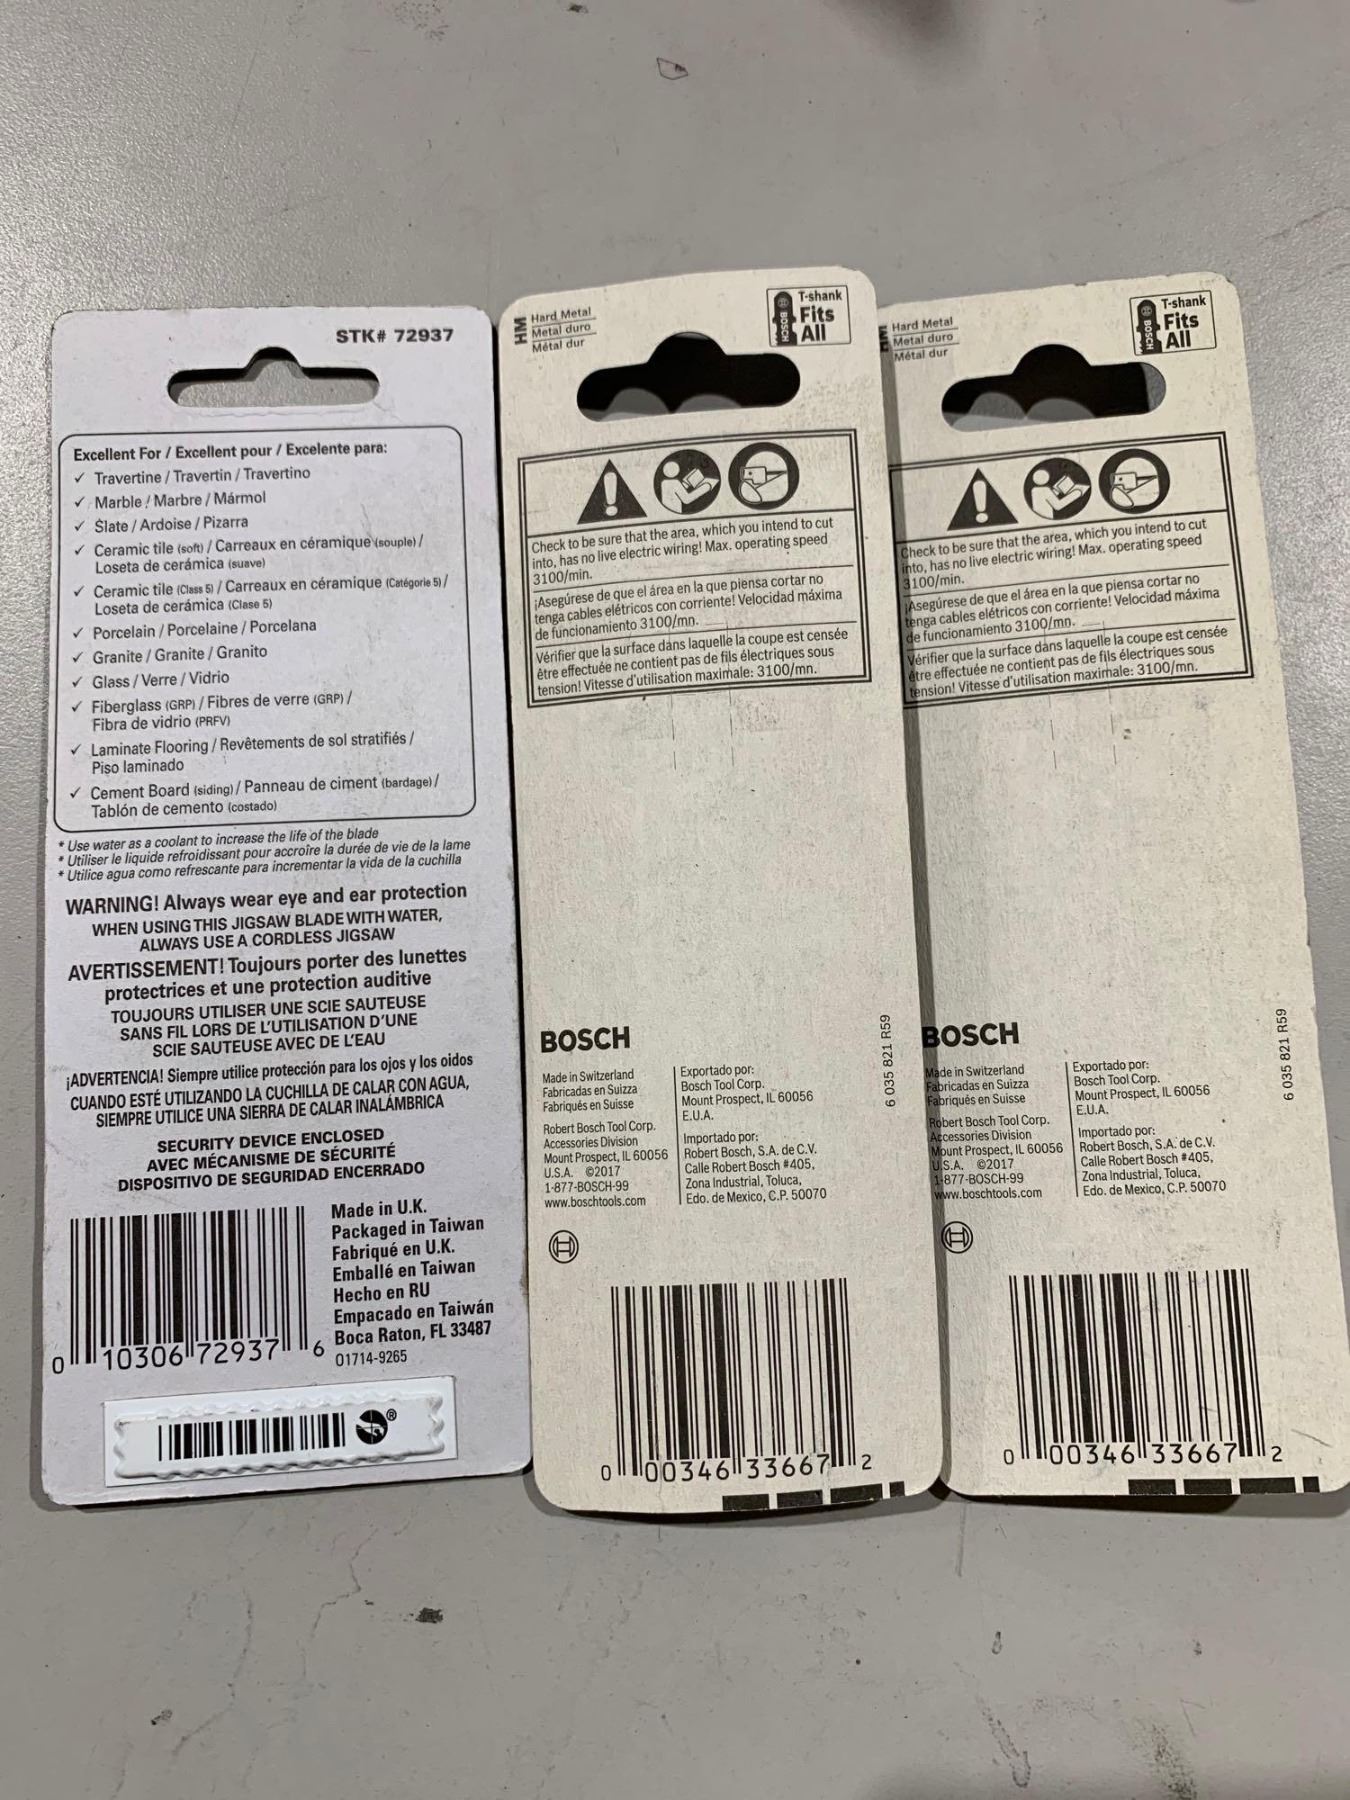 STK# 72937
Excellent For / Excellent pour / Excelente para:
✓ Travertine / Travertin / Travertino
✓ Marble / Marbre / Mármol
✓ Slate / Ardoise / Pizarra
✓ Ceramic tile (soft) / Carreaux en céramique (souple) /
Loseta de cerámica (suave)
✓ Ceramic tile (Class 5) / Carreaux en céramique (Catégorie 5) /
Loseta de cerámica (Clase 5)
✓ Porcelain / Porcelaine / Porcelana
✓ Granite / Granite / Granito
✓ Glass / Verre / Vidrio
✓ Fiberglass (GRP) / Fibres de verre (GRP) /
Fibra de vidrio (PRFV)
✓ Laminate Flooring / Revêtements de sol stratifiés /
Piso laminado
✓ Cement Board (siding) / Panneau de ciment (bardage) /
Tablón de cemento (costado)
* Use water as a coolant to increase the life of the blade
* Utiliser le liquide refroidissant pour accroîre la durée de vie de la lame
* Utilice agua como refrescante para incrementar la vida de la cuchilla
WARNING! Always wear eye and ear protection
WHEN USING THIS JIGSAW BLADE WITH WATER,
ALWAYS USE A CORDLESS JIGSAW
AVERTISSEMENT! Toujours porter des lunettes
protectrices et une protection auditive
TOUJOURS UTILISER UNE SCIE SAUTEUSE
SANS FIL LORS DE L'UTILISATION D'UNE
SCIE SAUTEUSE AVEC DE L'EAU
¡ADVERTENCIA! Siempre utilice protección para los ojos y los oidos
CUANDO ESTÉ UTILIZANDO LA CUCHILLA DE CALAR CON AGUA,
SIEMPRE UTILICE UNA SIERRA DE CALAR INALÁMBRICA
SECURITY DEVICE ENCLOSED
AVEC MÉCANISME DE SÉCURITÉ
DISPOSITIVO DE SEGURIDAD ENCERRADO
Made in U.K.
Packaged in Taiwan
Fabriqué en U.K.
Emballé en Taiwan
Hecho en RU
Empacado en Taiwán
Boca Raton, FL 33487
01714-9265
0 10306 72937 6
®
HM
Hard Metal
Metal duro
Métal dur
BOSCH
T-shank
Fits
All
Check to be sure that the area, which you intend to cut
into, has no live electric wiring! Max. operating speed
3100/min.
¡Asegúrese de que el área en la que piensa cortar no
tenga cables elétricos con corriente! Velocidad máxima
de funcionamiento 3100/mn.
Vérifier que la surface dans laquelle la coupe est censée
être effectuée ne contient pas de fils électriques sous
tension! Vitesse d'utilisation maximale: 3100/mn.
BOSCH
Made in Switzerland
Fabricadas en Suizza
Fabriqués en Suisse
Robert Bosch Tool Corp.
Accessories Division
Mount Prospect, IL 60056
U.S.A. ©2017
1-877-BOSCH-99
www.boschtools.com
Exportado por:
Bosch Tool Corp.
Mount Prospect, IL 60056
E.U.A.
Importado por:
Robert Bosch, S.A. de C.V.
Calle Robert Bosch #405,
Zona Industrial, Toluca,
Edo. de Mexico, C.P. 50070
6 035 821 R59
0 00346 33667 2
HM
Hard Metal
Metal duro
Métal dur
BOSCH
T-shank
Fits
All
Check to be sure that the area, which you intend to cut
into, has no live electric wiring! Max. operating speed
3100/min.
¡Asegúrese de que el área en la que piensa cortar no
tenga cables elétricos con corriente! Velocidad máxima
de funcionamiento 3100/mn.
Vérifier que la surface dans laquelle la coupe est censée
être effectuée ne contient pas de fils électriques sous
tension! Vitesse d'utilisation maximale: 3100/mn.
BOSCH
Made in Switzerland
Fabricadas en Suizza
Fabriqués en Suisse
Robert Bosch Tool Corp.
Accessories Division
Mount Prospect, IL 60056
U.S.A. ©2017
1-877-BOSCH-99
www.boschtools.com
Exportado por:
Bosch Tool Corp.
Mount Prospect, IL 60056
E.U.A.
Importado por:
Robert Bosch, S.A. de C.V.
Calle Robert Bosch #405,
Zona Industrial, Toluca,
Edo. de Mexico, C.P. 50070
6 035 821 R59
0 00346 33667 2